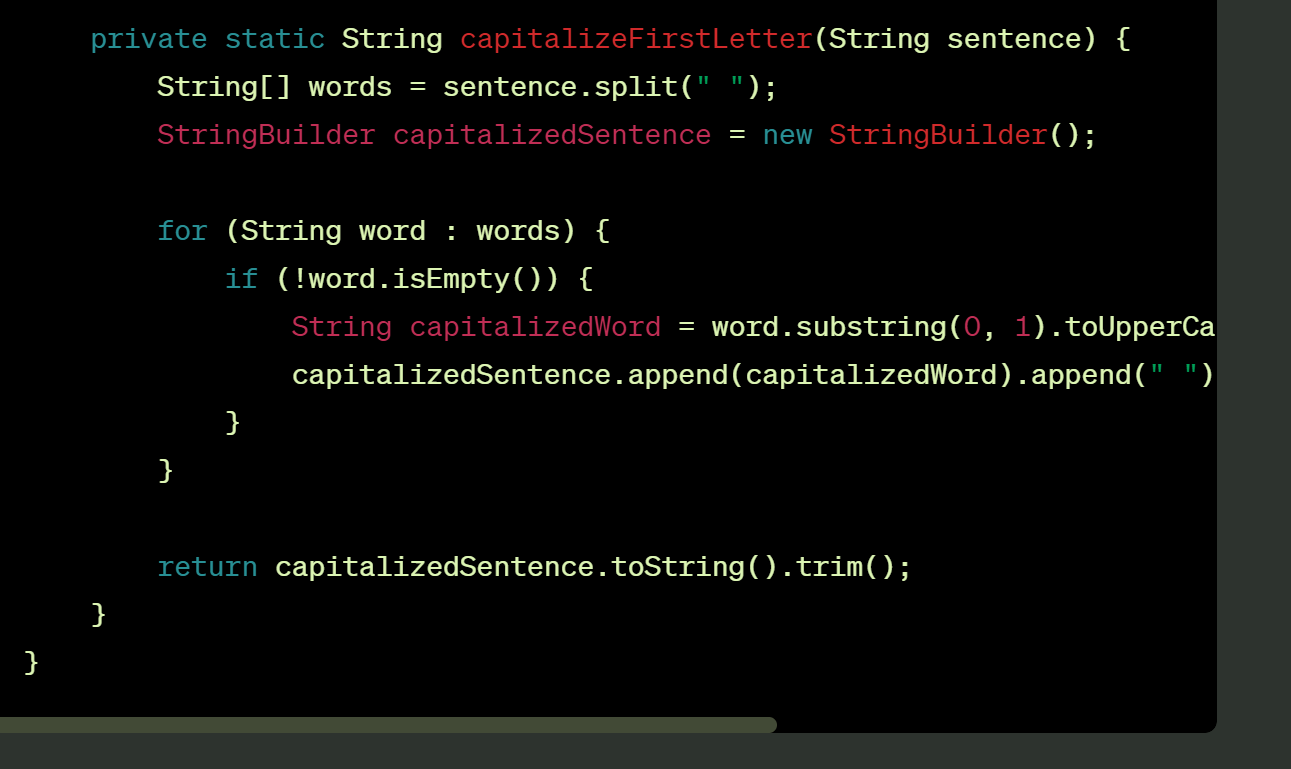 private static String capitalizeFirstLetter(String sentence) {
String[] words = sentence.split(" ");
StringBuilder capitalizedSentence = new StringBuilder();
for (String word : words) {
if (!word.isEmpty()) {
String capitalizedWord = word.substring(0, 1).toUpperCa
capitalizedSentence.append(capitalizedWord).append(" ")
}
}
return capitalizedSentence.toString().trim();
}
}